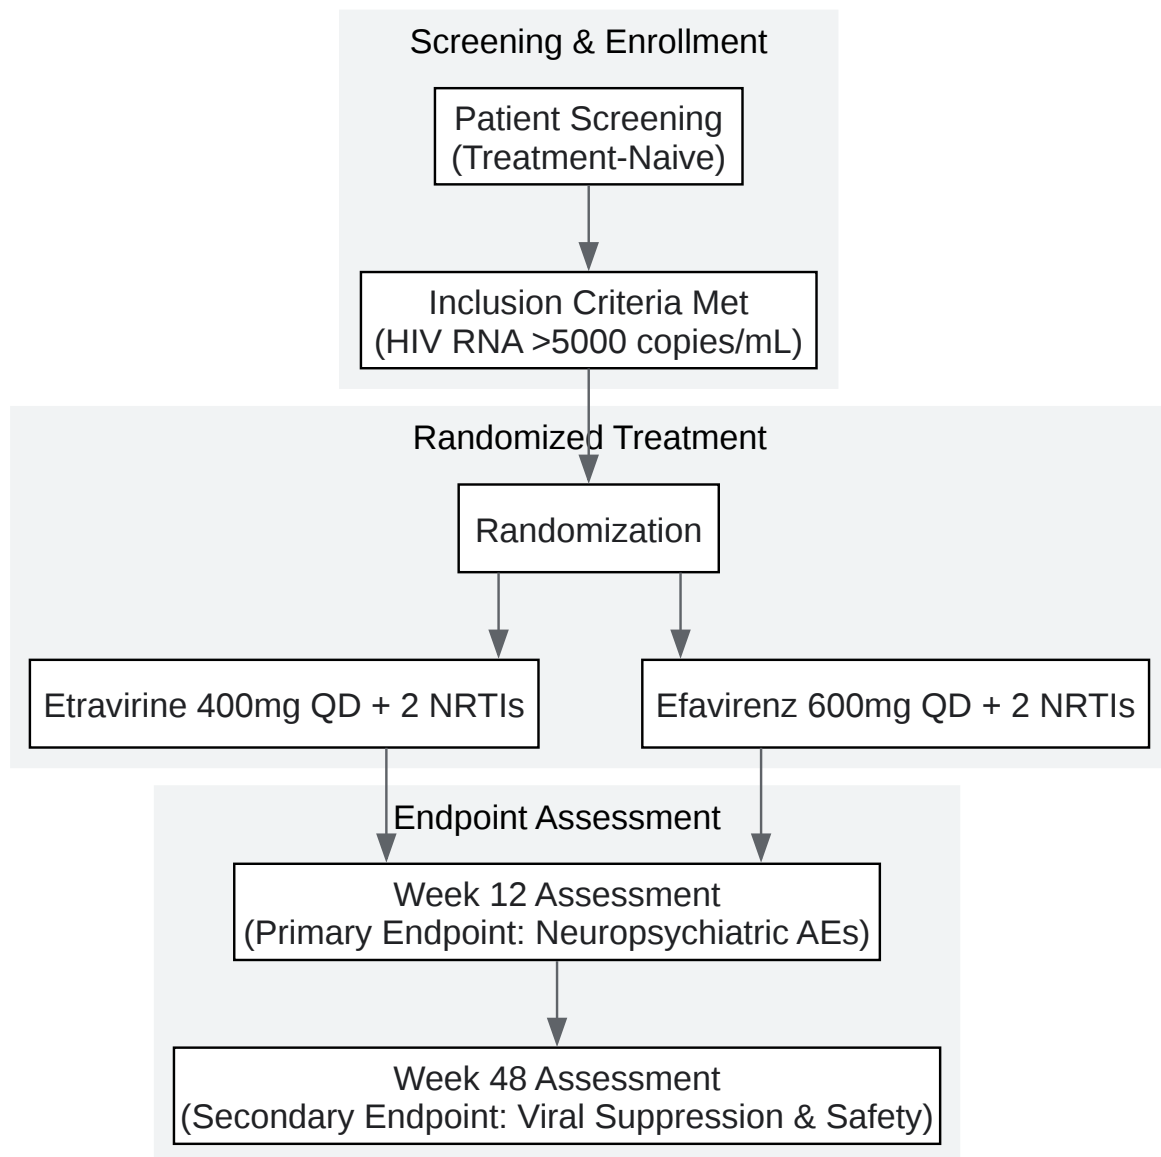 Screening & Enrollment
Patient Screening
(Treatment-Naive)
Inclusion Criteria Met
(HIV RNA >5000 copies/mL)
Randomized Treatment
Randomization
Etravirine 400mg QD + 2 NRTIs
Efavirenz 600mg QD + 2 NRTIs
Endpoint Assessment
Week 12 Assessment
(Primary Endpoint: Neuropsychiatric AEs)
Week 48 Assessment
(Secondary Endpoint: Viral Suppression & Safety)